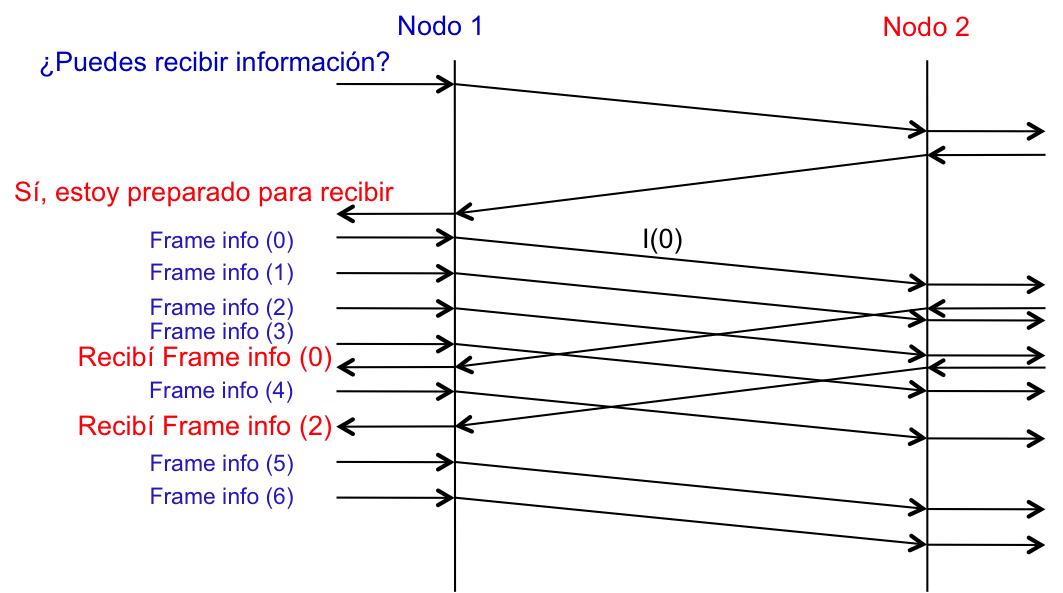 Nodo 1
Nodo 2
¿Puedes recibir información?
Sí, estoy preparado para recibir
Frame info (0)
I(0)
Frame info (1)
Frame info (2)
Frame info (3)
Recibí Frame info (0)
Frame info (4)
Recibí Frame info (2)
Frame info (5)
Frame info (6)